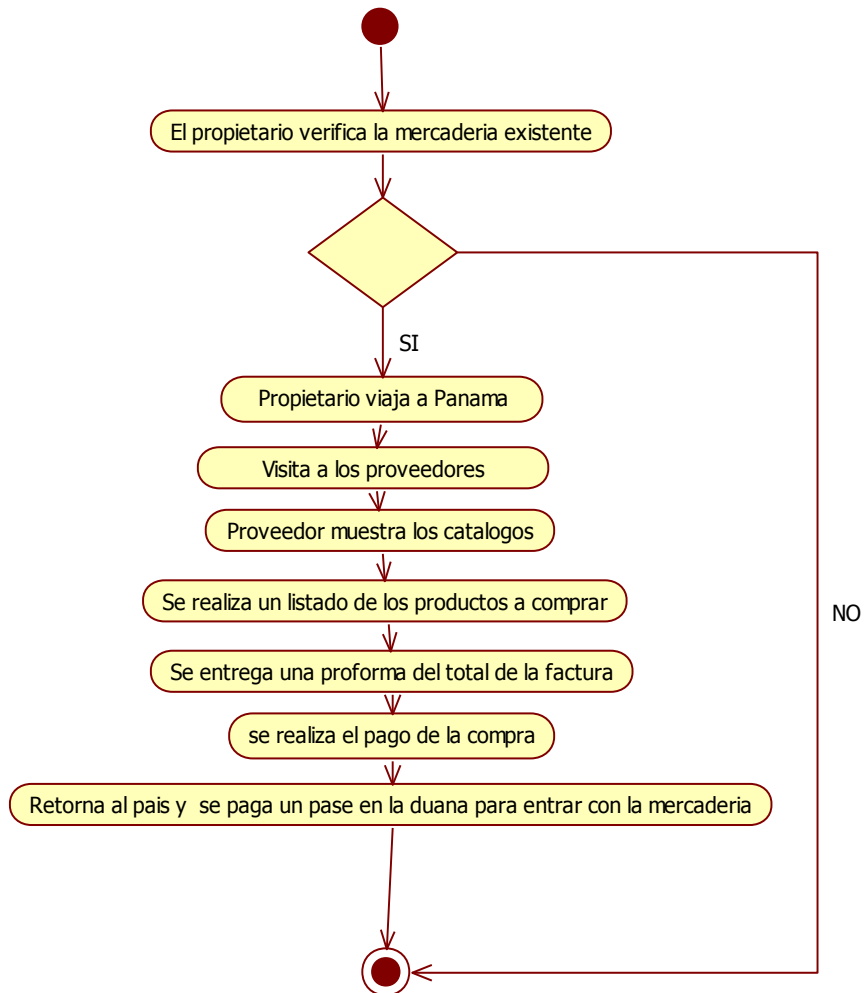 El propietario verifica la mercaderia existente
SI
Propietario viaja a Panama
Visita a los proveedores
Proveedor muestra los catalogos
Se realiza un listado de los productos a comprar
NO
Se entrega una proforma del total de la factura
se realiza el pago de la compra
Retorna al pais y se paga un pase en la duana para entrar con la mercaderia